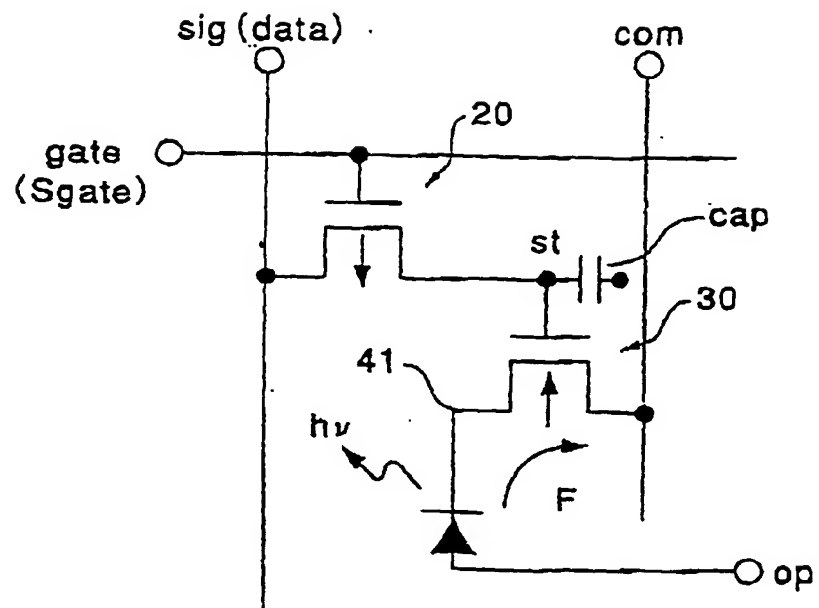 sig (data)
com
20
gate
(Sgate)
cap
st
30
41
hν
F
op